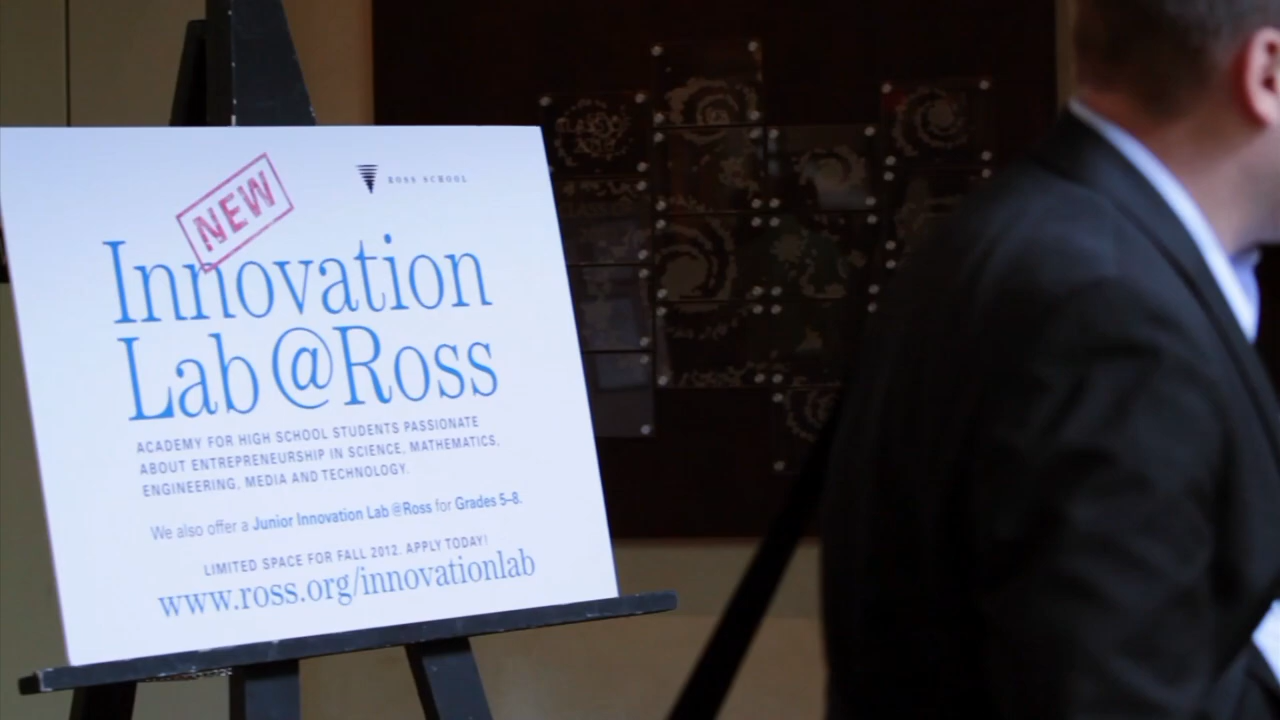 NEW
ROSS SCHOOL
Innovation
Lab@Ross
ACADEMY FOR HIGH SCHOOL STUDENTS PASSIONATE
ABOUT ENTREPRENEURSHIP IN SCIENCE, MATHEMATICS,
ENGINEERING, MEDIA AND TECHNOLOGY.
We also offer a Junior Innovation Lab @Ross for Grades 5–8.
LIMITED SPACE FOR FALL 2012. APPLY TODAY!
www.ross.org/innovationlab